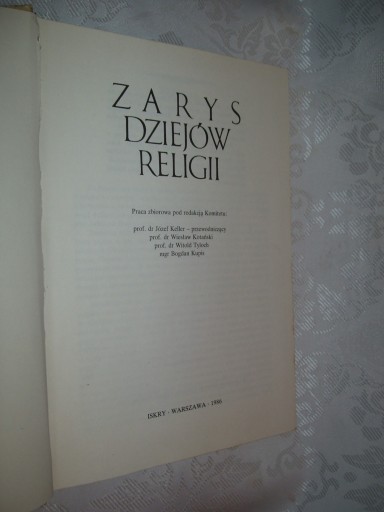 ZARYS
DZIEJÓW
RELIGII
Praca zbiorowa pod redakcją Komitetu:
prof. dr Józef Keller – przewodniczący
prof. dr Wiesław Kotański
prof. dr Witold Tyloch
mgr Bogdan Kupis
ISKRY · WARSZAWA · 1986